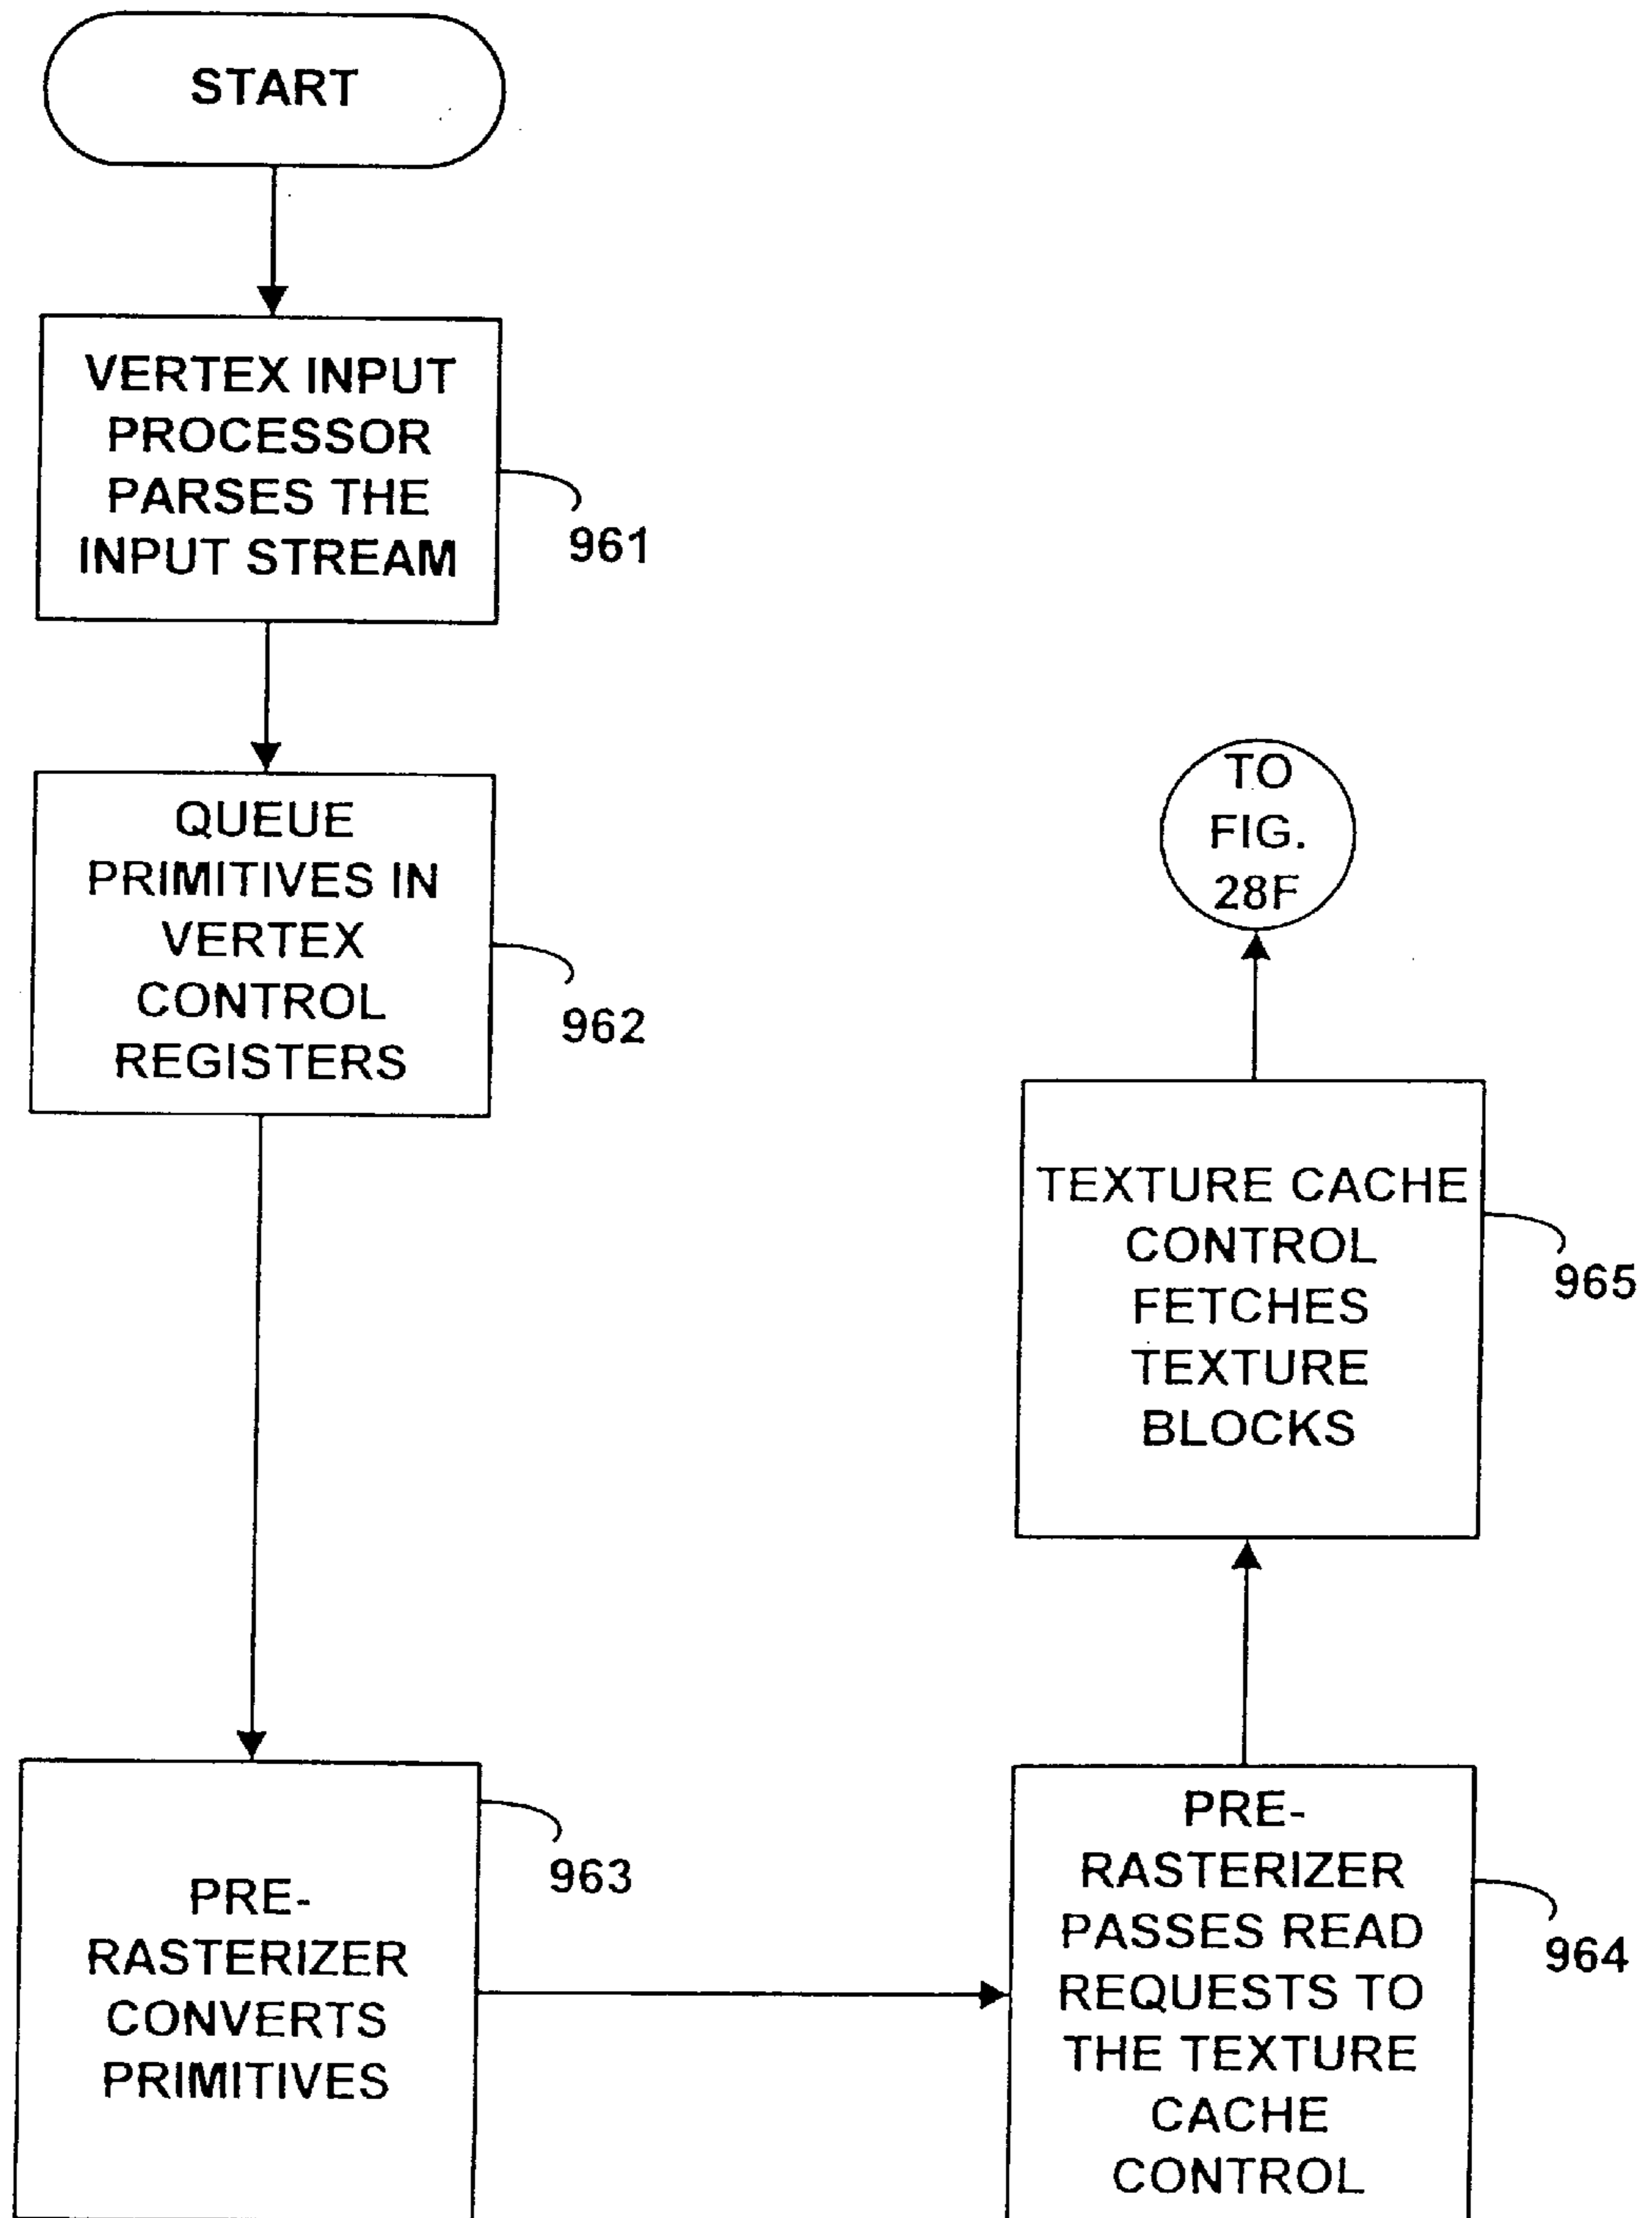 START
VERTEX INPUT
PROCESSOR
PARSES THE
INPUT STREAM
961
QUEUE
PRIMITIVES IN
VERTEX
CONTROL
REGISTERS
962
PRE-
RASTERIZER
CONVERTS
PRIMITIVES
963
PRE-
RASTERIZER
PASSES READ
REQUESTS TO
THE TEXTURE
CACHE
CONTROL
964
TEXTURE CACHE
CONTROL
FETCHES
TEXTURE
BLOCKS
965
TO
FIG.
28F